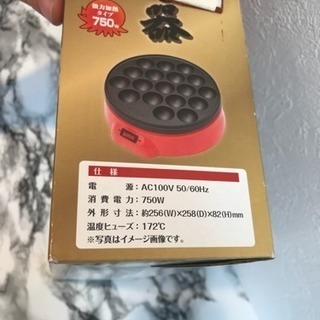 強力加熱
タイプ
750W
仕様
電源:AC100V 50/60Hz
消費電力:750W
外形寸法:約256(W)×258(D)×82(H)mm
温度ヒューズ:172℃
※写真はイメージ画像です。